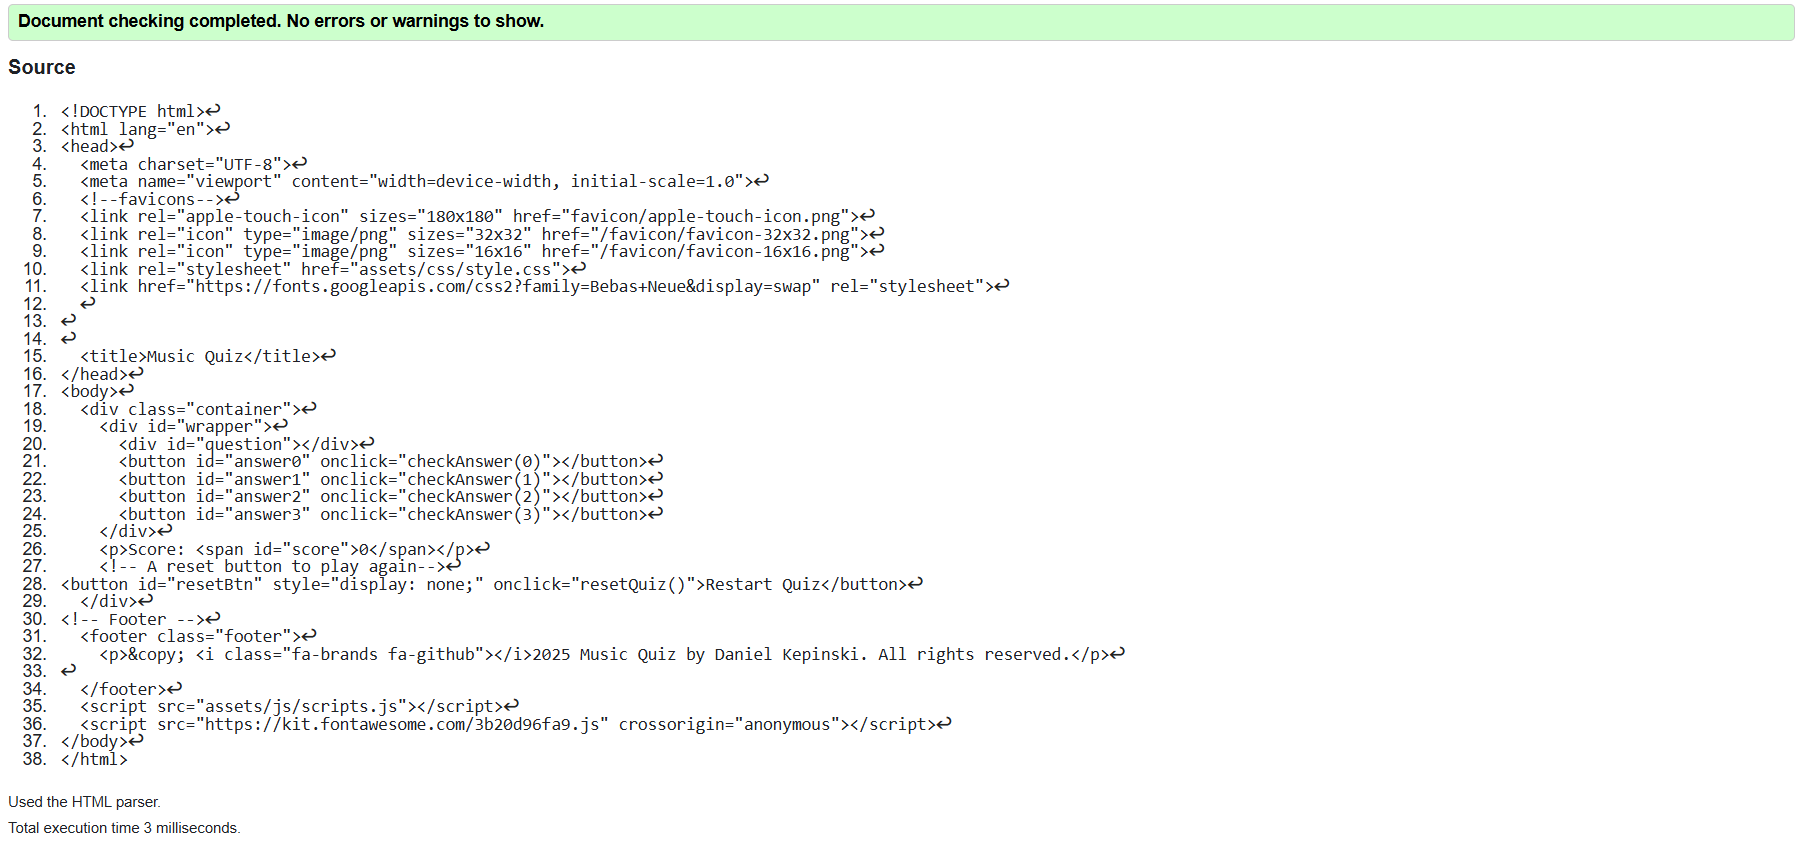 Document checking completed. No errors or warnings to show.
Source
1. <!DOCTYPE html>↩
2. <html lang="en">↩
3. <head>↩
4.   <meta charset="UTF-8">↩
5.   <meta name="viewport" content="width=device-width, initial-scale=1.0">↩
6.   <!--favicons-->↩
7.   <link rel="apple-touch-icon" sizes="180x180" href="favicon/apple-touch-icon.png">↩
8.   <link rel="icon" type="image/png" sizes="32x32" href="/favicon/favicon-32x32.png">↩
9.   <link rel="icon" type="image/png" sizes="16x16" href="/favicon/favicon-16x16.png">↩
10.   <link rel="stylesheet" href="assets/css/style.css">↩
11.   <link href="https://fonts.googleapis.com/css2?family=Bebas+Neue&display=swap" rel="stylesheet">↩
12.   ↩
13. ↩
14. ↩
15.   <title>Music Quiz</title>↩
16. </head>↩
17. <body>↩
18.   <div class="container">↩
19.     <div id="wrapper">↩
20.       <div id="question"></div>↩
21.       <button id="answer0" onclick="checkAnswer(0)"></button>↩
22.       <button id="answer1" onclick="checkAnswer(1)"></button>↩
23.       <button id="answer2" onclick="checkAnswer(2)"></button>↩
24.       <button id="answer3" onclick="checkAnswer(3)"></button>↩
25.     </div>↩
26.     <p>Score: <span id="score">0</span></p>↩
27.     <!-- A reset button to play again-->↩
28. <button id="resetBtn" style="display: none;" onclick="resetQuiz()">Restart Quiz</button>↩
29.   </div>↩
30. <!-- Footer -->↩
31.   <footer class="footer">↩
32.     <p>&copy; <i class="fa-brands fa-github"></i>2025 Music Quiz by Daniel Kepinski. All rights reserved.</p>↩
33. ↩
34.   </footer>↩
35.   <script src="assets/js/scripts.js"></script>↩
36.   <script src="https://kit.fontawesome.com/3b20d96fa9.js" crossorigin="anonymous"></script>↩
37. </body>↩
38. </html>
Used the HTML parser.
Total execution time 3 milliseconds.